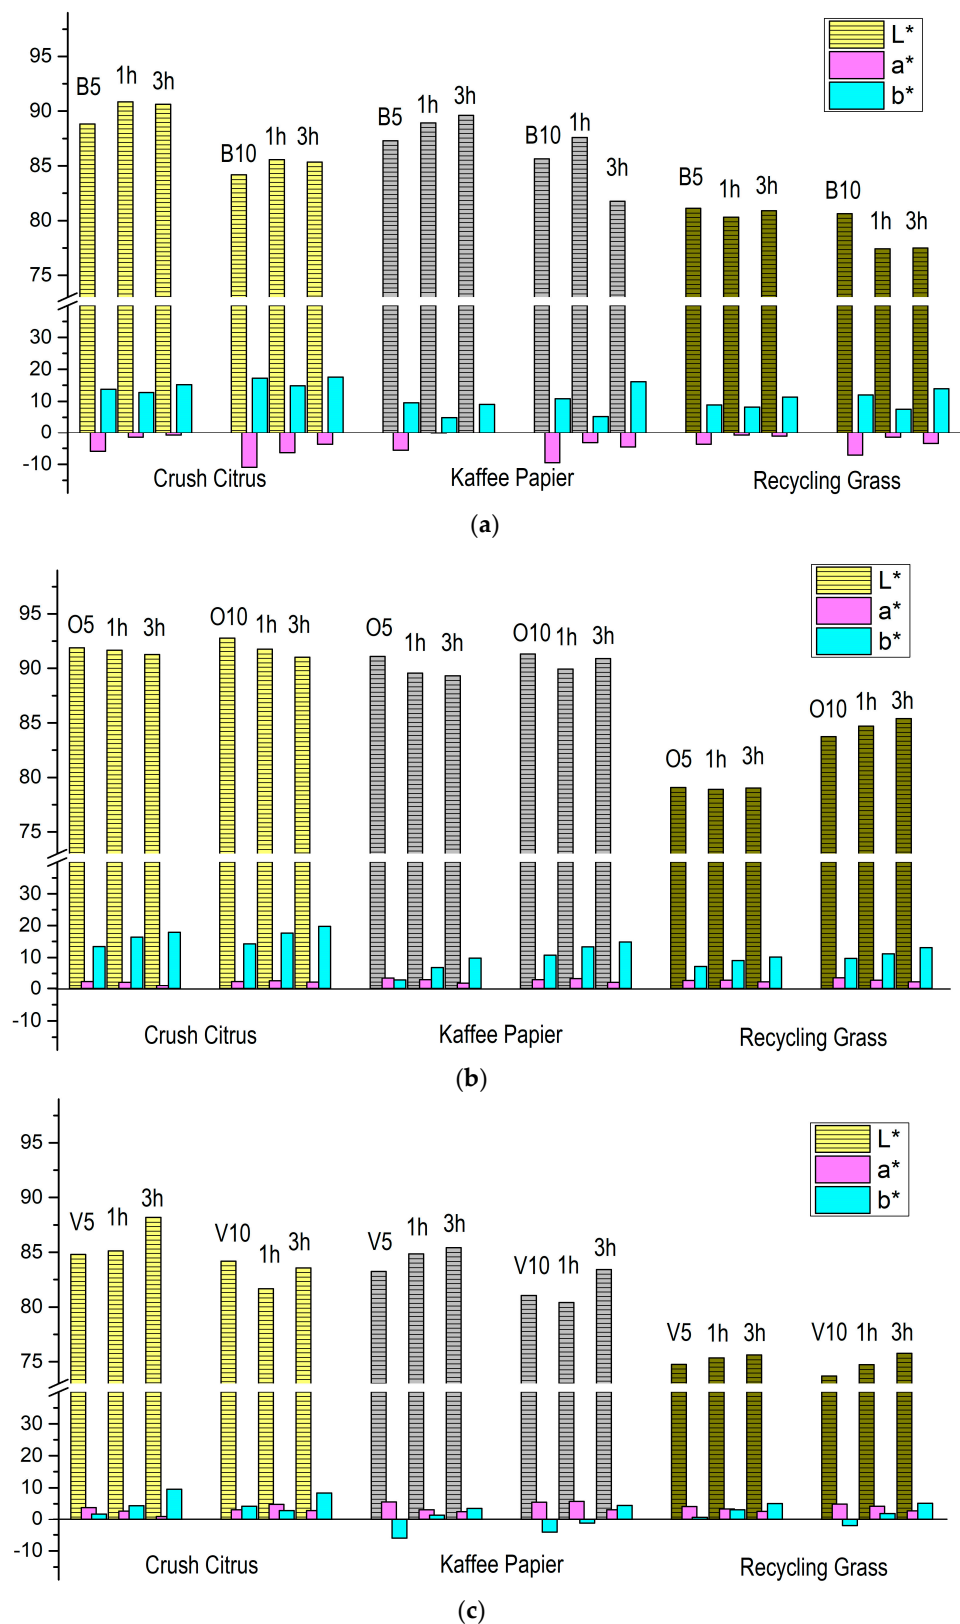 L*
a*
b*
95
90
85
80
75
30
20
10
0
-10
B5 1h 3h B10 1h 3h B5 1h 3h B10 1h 3h B5 1h 3h B10 1h 3h
Crush Citrus Kaffee Papier Recycling Grass
(a)
L*
a*
b*
95
90
85
80
75
30
20
10
0
-10
O5 1h 3h O10 1h 3h O5 1h 3h O10 1h 3h O5 1h 3h O10 1h 3h
Crush Citrus Kaffee Papier Recycling Grass
(b)
L*
a*
b*
95
90
85
80
75
30
20
10
0
-10
V5 1h 3h V10 1h 3h V5 1h 3h V10 1h 3h V5 1h 3h V10 1h 3h
Crush Citrus Kaffee Papier Recycling Grass
(c)